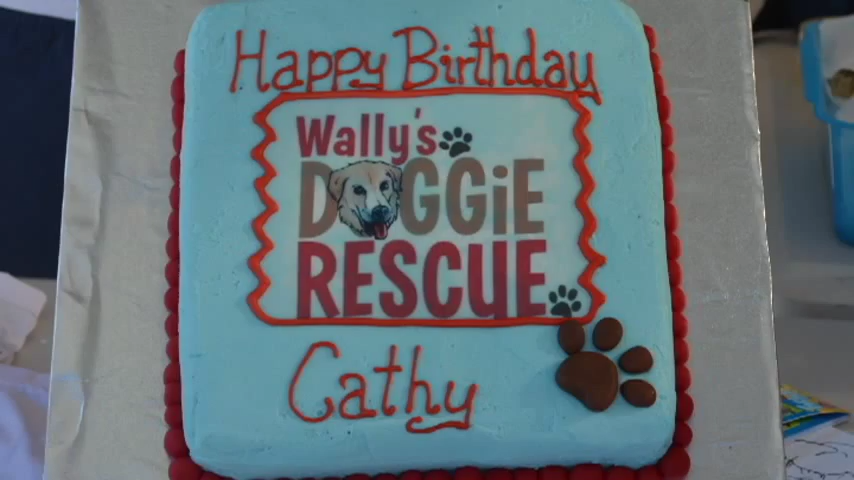 Happy Birthday
Wally's
DOGGiE
RESCUE
Cathy